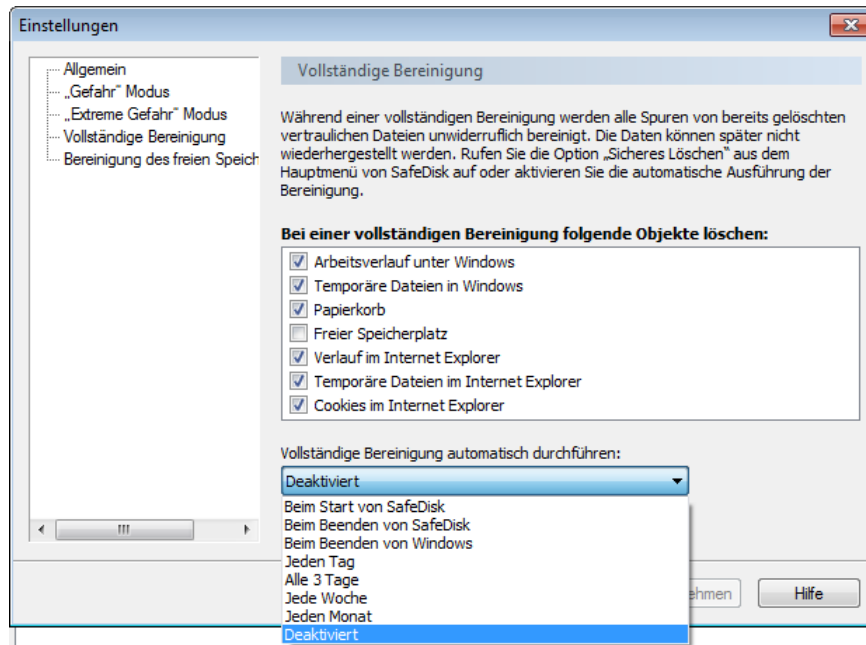 Einstellungen
Allgemein
„Gefahr“ Modus
„Extreme Gefahr“ Modus
Vollständige Bereinigung
Bereinigung des freien Speich
Vollständige Bereinigung
Während einer vollständigen Bereinigung werden alle Spuren von bereits gelöschten
vertraulichen Dateien unwiderruflich bereinigt. Die Daten können später nicht
wiederhergestellt werden. Rufen Sie die Option „Sicheres Löschen“ aus dem
Hauptmenü von SafeDisk auf oder aktivieren Sie die automatische Ausführung der
Bereinigung.
Bei einer vollständigen Bereinigung folgende Objekte löschen:
Arbeitsverlauf unter Windows
Temporäre Dateien in Windows
Papierkorb
Freier Speicherplatz
Verlauf im Internet Explorer
Temporäre Dateien im Internet Explorer
Cookies im Internet Explorer
Vollständige Bereinigung automatisch durchführen:
Deaktiviert
Beim Start von SafeDisk
Beim Beenden von SafeDisk
Beim Beenden von Windows
Jeden Tag
Alle 3 Tage
Jede Woche
Jeden Monat
Deaktiviert
ehmen
Hilfe